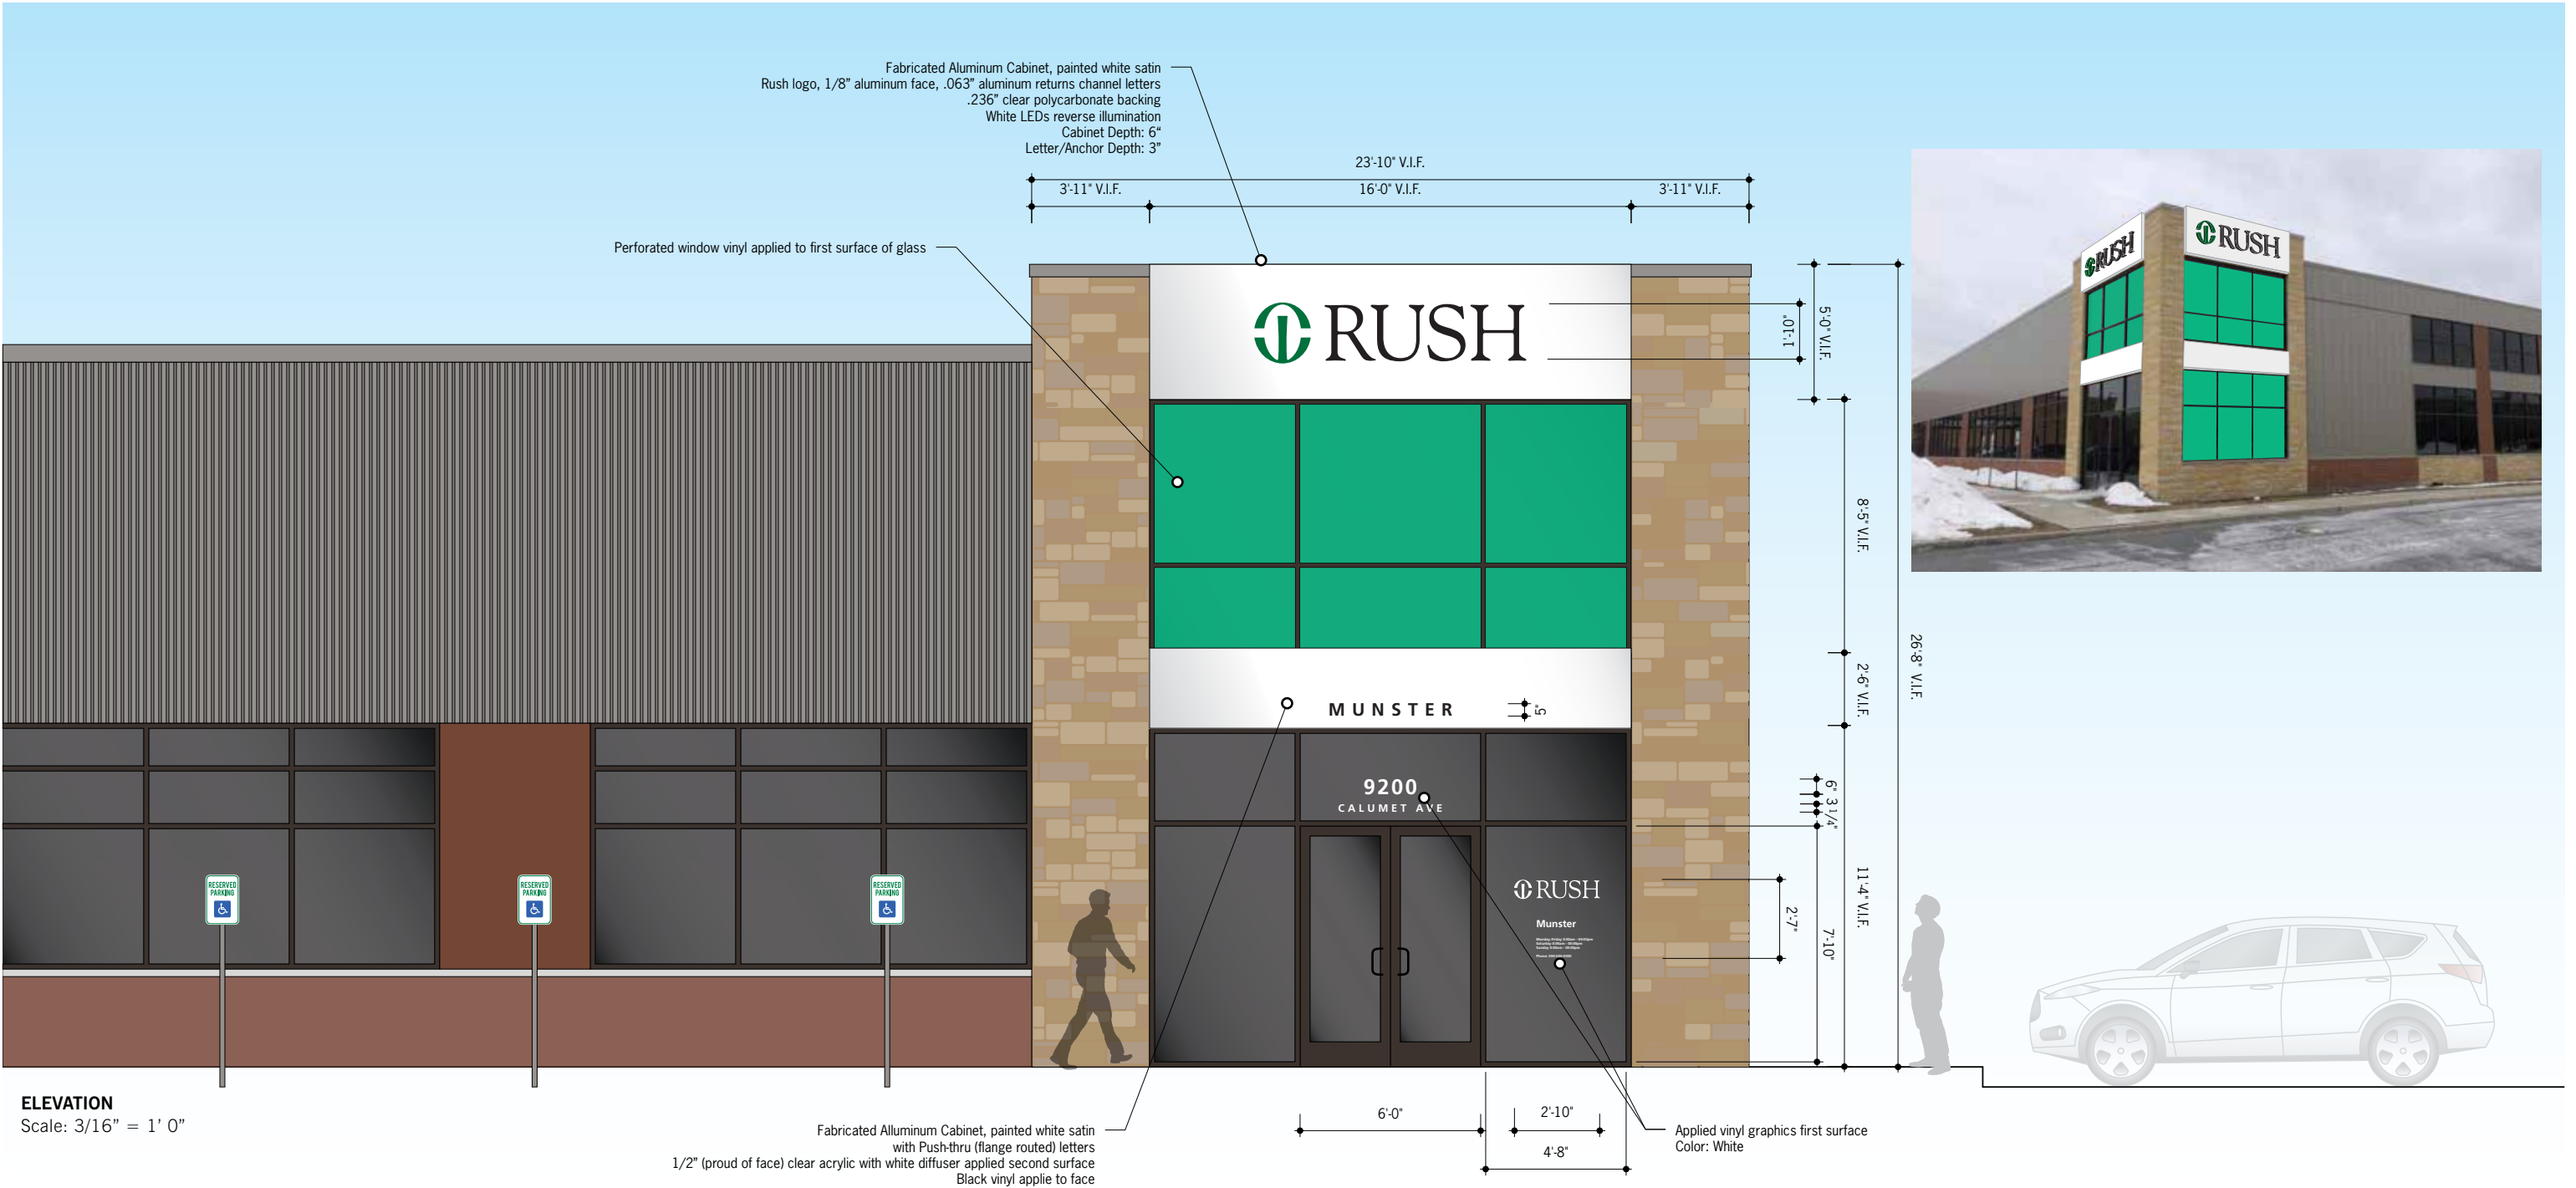 Fabricated Aluminum Cabinet, painted white satin
Rush logo, 1/8” aluminum face, .063” aluminum returns channel letters
.236” clear polycarbonate backing
White LEDs reverse illumination
Cabinet Depth: 6“
Letter/Anchor Depth: 3”
23'-10" V.I.F.
3'-11" V.I.F.
16'-0" V.I.F.
3'-11" V.I.F.
Perforated window vinyl applied to first surface of glass
RUSH
1'-10"
5'-0" V.I.F.
RUSH
RUSH
8'-5" V.I.F.
26'-8" V.I.F.
2'-6" V.I.F.
MUNSTER
5"
9200
CALUMET AVE
6"
3 1/4"
11'-4" V.I.F.
RESERVED
PARKING
RESERVED
PARKING
RESERVED
PARKING
RUSH
Munster
2'-7"
7'-10"
ELEVATION
Scale: 3/16” = 1’ 0”
6'-0"
2'-10"
4'-8"
Fabricated Alluminum Cabinet, painted white satin
with Push-thru (flange routed) letters
1/2” (proud of face) clear acrylic with white diffuser applied second surface
Black vinyl applie to face
Applied vinyl graphics first surface
Color: White